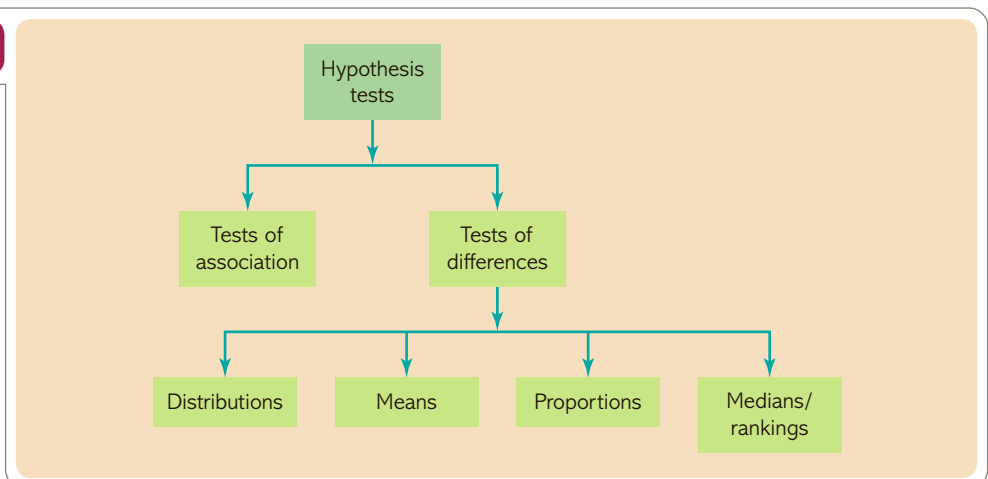 Hypothesis
tests
Tests of
association
Tests of
differences
Distributions
Means
Proportions
Medians/
rankings